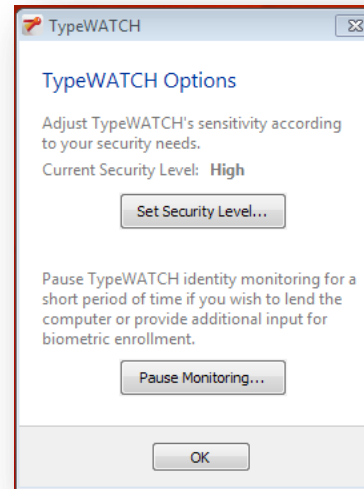 TypeWATCH
TypeWATCH Options
Adjust TypeWATCH's sensitivity according
to your security needs.
Current Security Level: High
Set Security Level...
Pause TypeWATCH identity monitoring for a
short period of time if you wish to lend the
computer or provide additional input for
biometric enrollment.
Pause Monitoring...
OK